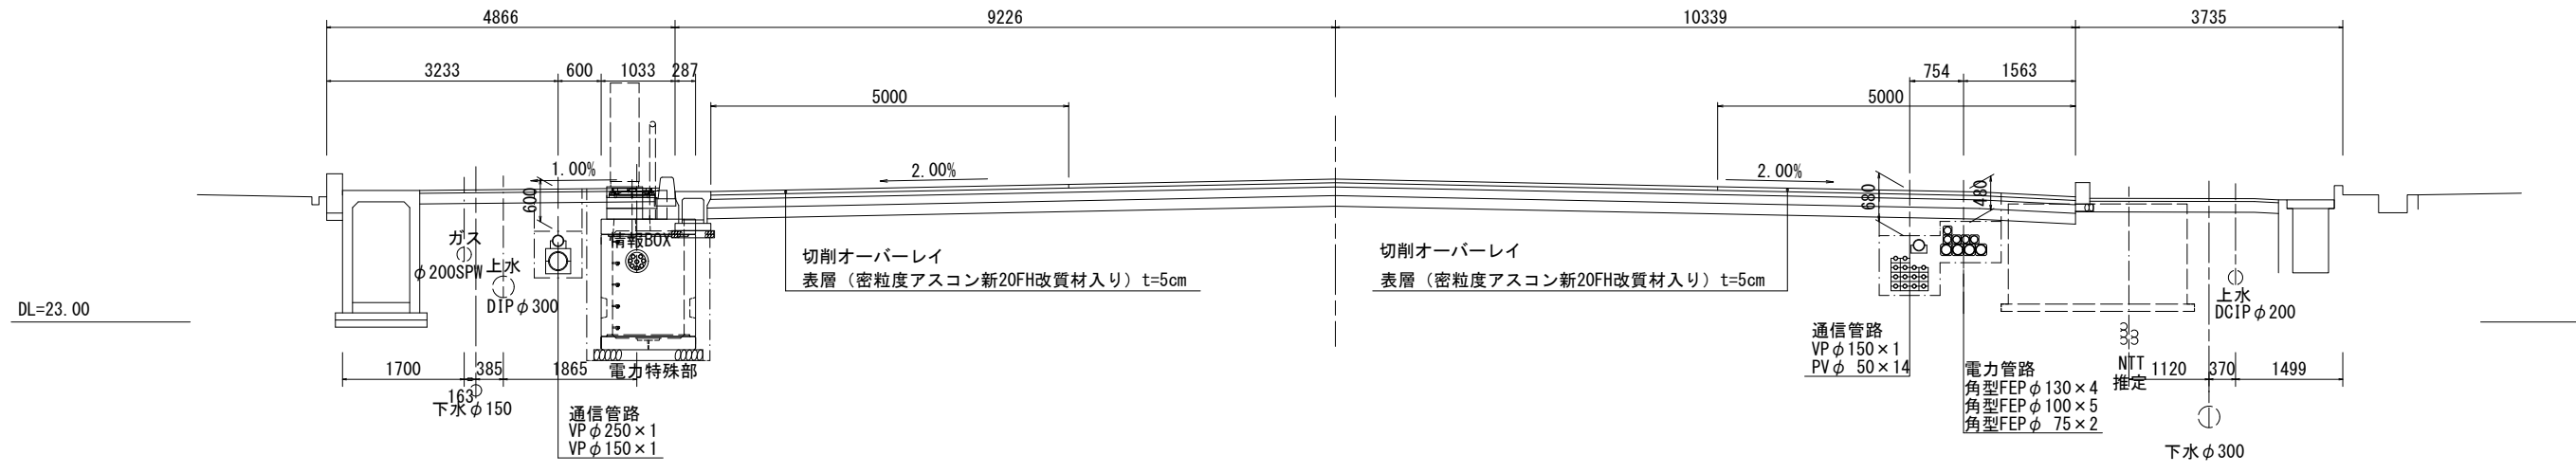 4866
9226
10339
3735
3233
600
1033
287
754
1563
5000
5000
1.00%
2.00%
2.00%
600
680
480
ガス
φ200SPW
上水
DIPφ300
情報BOX
切削オーバーレイ
表層（密粒度アスコン新20FH改質材入り）t=5cm
切削オーバーレイ
表層（密粒度アスコン新20FH改質材入り）t=5cm
DL=23.00
上水
DCIPφ200
通信管路
VPφ150×1
PVφ 50×14
電力管路
角型FEPφ130×4
角型FEPφ100×5
角型FEPφ 75×2
NTT
推定
1120
370
1499
1700
385
1865
電力特殊部
163
下水φ150
通信管路
VPφ250×1
VPφ150×1
下水φ300